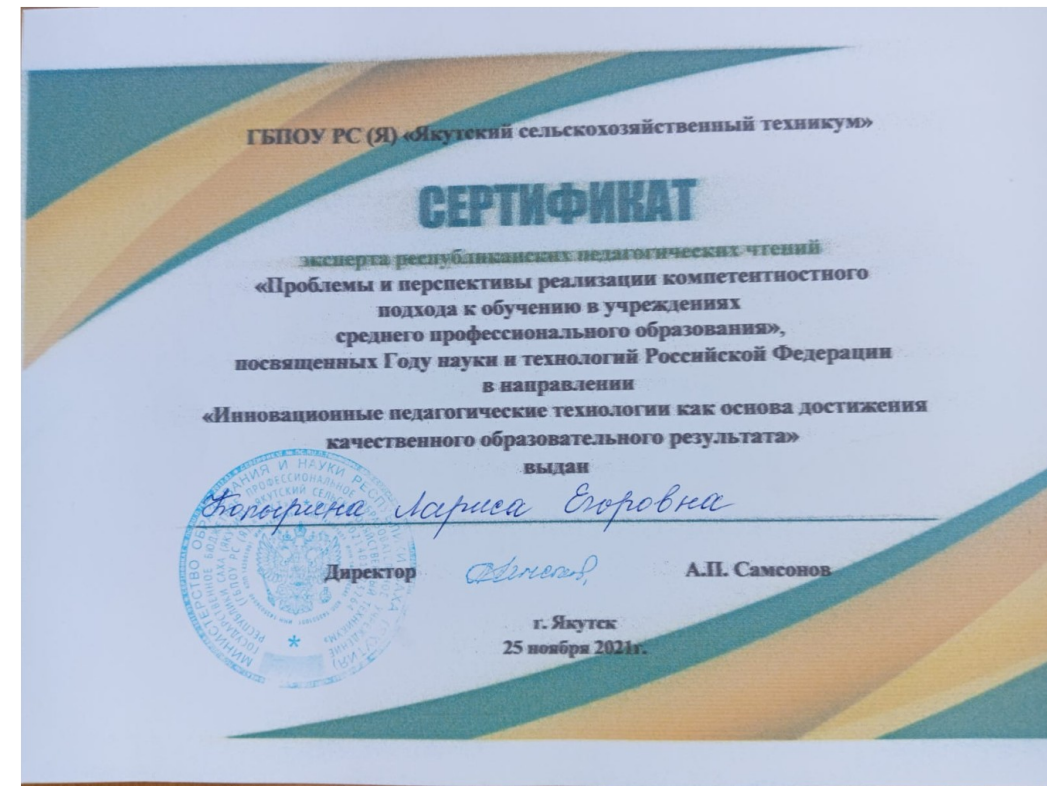 ГБПОУ РС (Я) «Якутский сельскохозяйственный техникум»
СЕРТИФИКАТ
эксперта республиканских педагогических чтений
«Проблемы и перспективы реализации компетентностного
подхода к обучению в учреждениях
среднего профессионального образования»,
посвященных Году науки и технологий Российской Федерации
в направлении
«Инновационные педагогические технологии как основа достижения
качественного образовательного результата»
выдан
Копырина Лариса Егоровна
Директор А.П. Самсонов
г. Якутск
25 ноября 2021г.